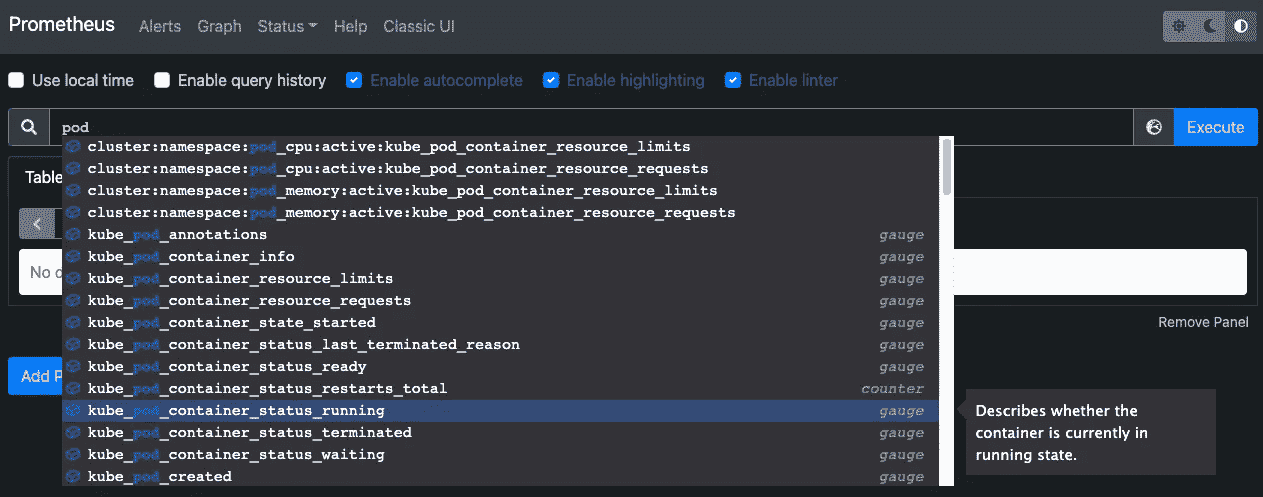 Prometheus Alerts Graph Status Help Classic UI
Use local time Enable query history Enable autocomplete Enable highlighting Enable linter
pod Execute
cluster:namespace:pod_cpu:active:kube_pod_container_resource_limits
cluster:namespace:pod_cpu:active:kube_pod_container_resource_requests
Table
cluster:namespace:pod_memory:active:kube_pod_container_resource_limits
cluster:namespace:pod_memory:active:kube_pod_container_resource_requests
kube_pod_annotations gauge
kube_pod_container_info gauge
No
kube_pod_container_resource_limits gauge
kube_pod_container_resource_requests gauge
kube_pod_container_state_started gauge
Remove Panel
kube_pod_container_status_last_terminated_reason gauge
kube_pod_container_status_ready gauge
Add
kube_pod_container_status_restarts_total counter
kube_pod_container_status_running gauge
kube_pod_container_status_terminated gauge
kube_pod_container_status_waiting gauge
kube_pod_created gauge
Describes whether the
container is currently in
running state.